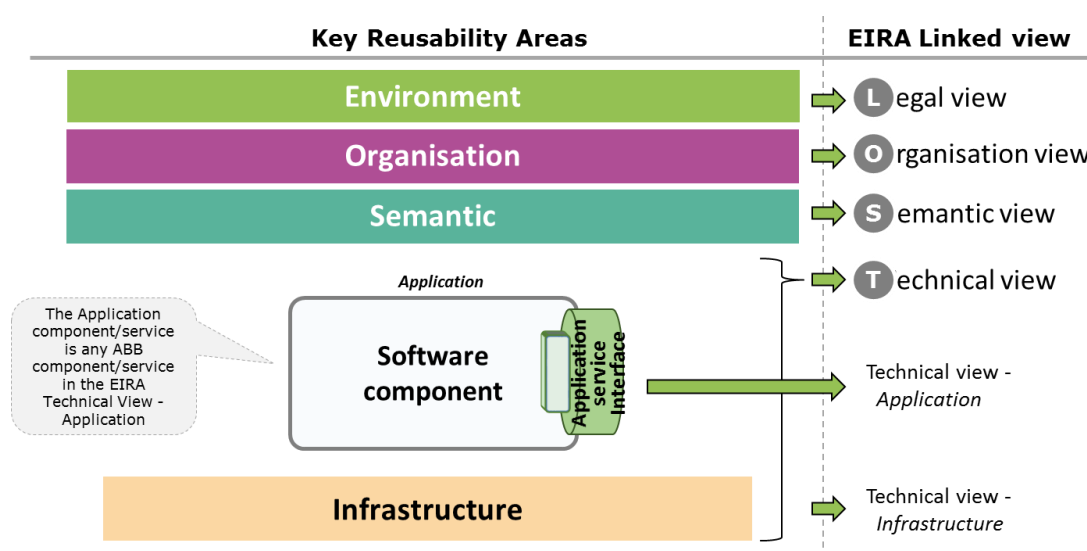 Key Reusability Areas
EIRA Linked view
Environment
L egal view
Organisation
O rganisation view
Semantic
S emantic view
T echnical view
Application
The Application
component/service
is any ABB
component/service
in the EIRA
Technical View -
Application
Software
component
Application
service
Interface
Technical view -
Application
Infrastructure
Technical view -
Infrastructure